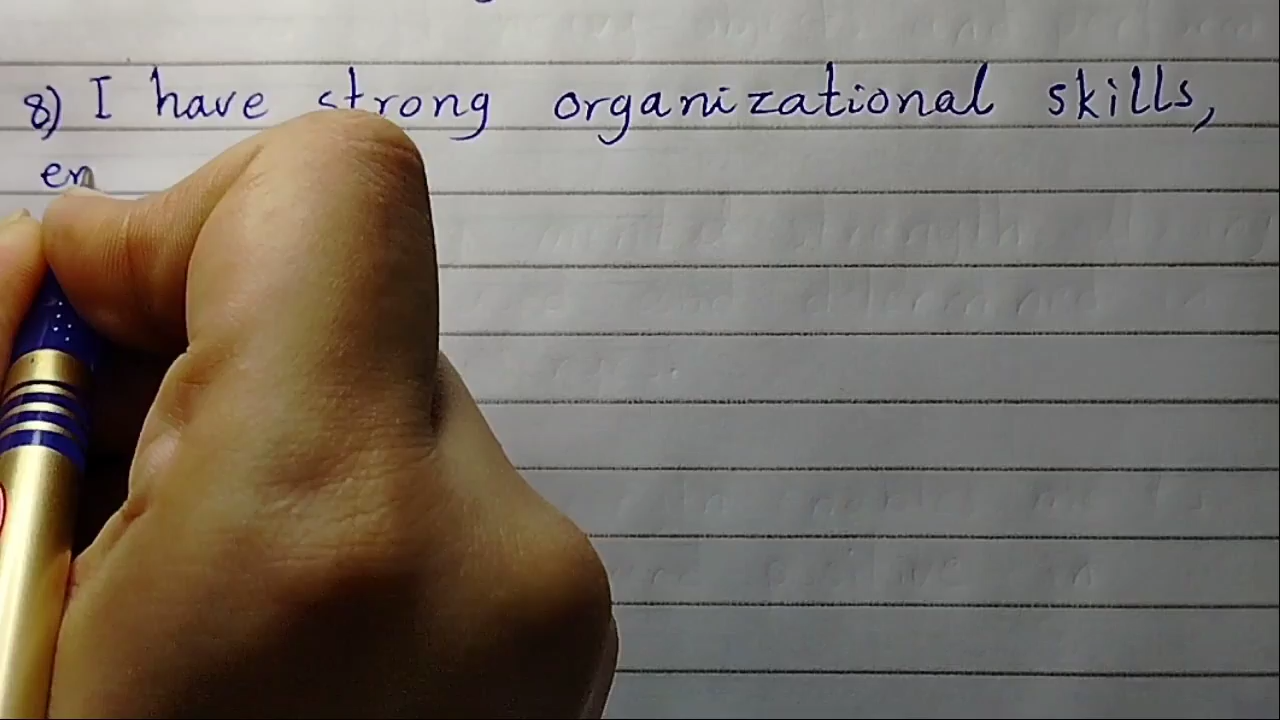 8) I have strong organizational skills,
en